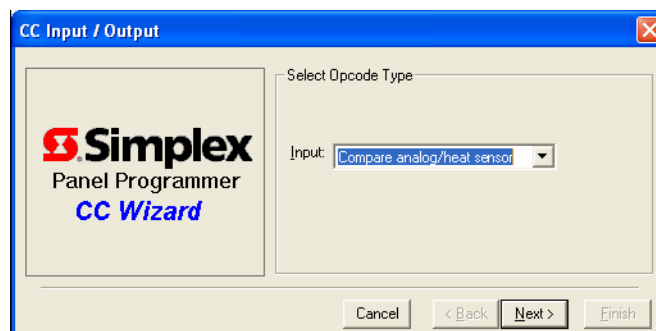 CC Input / Output
Simplex
Panel Programmer
CC Wizard
Select Opcode Type
Input: Compare analog/heat sensor
Cancel
< Back
Next >
Finish